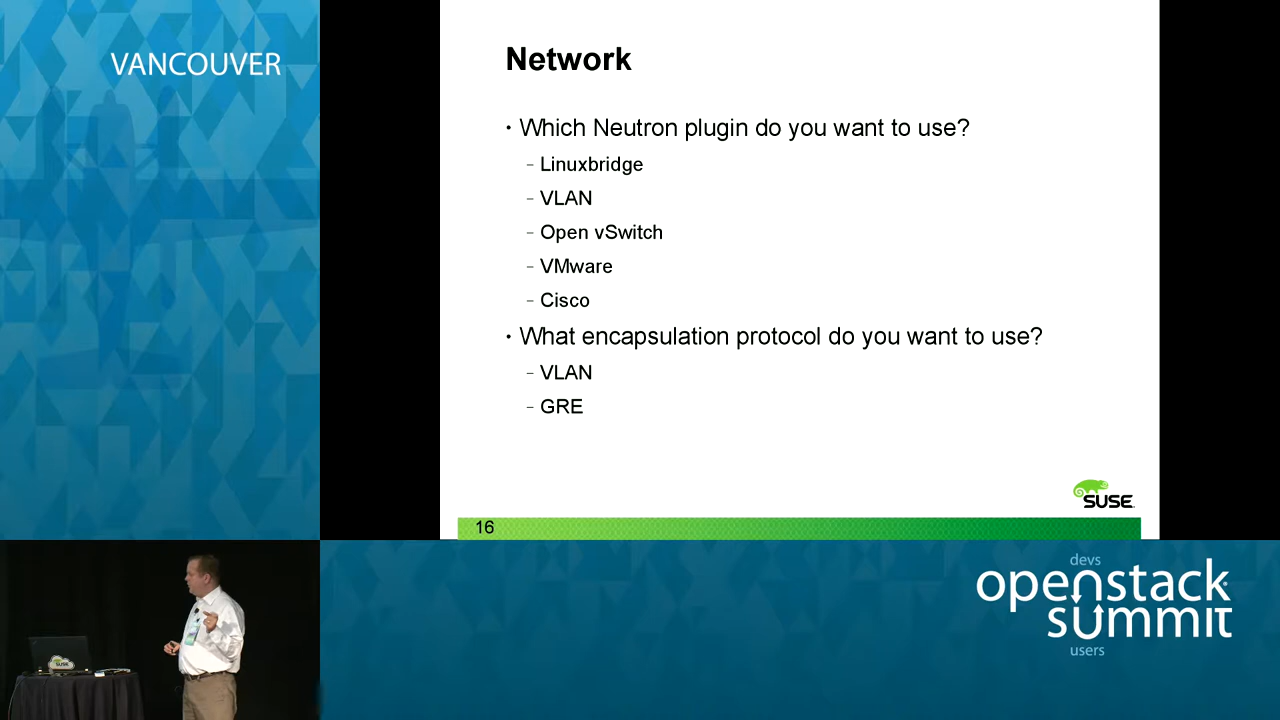 VANCOUVER
Network
• Which Neutron plugin do you want to use?
– Linuxbridge
– VLAN
– Open vSwitch
– VMware
– Cisco
• What encapsulation protocol do you want to use?
– VLAN
– GRE
SUSE
16
SUSE
devs
openstack
summit
users